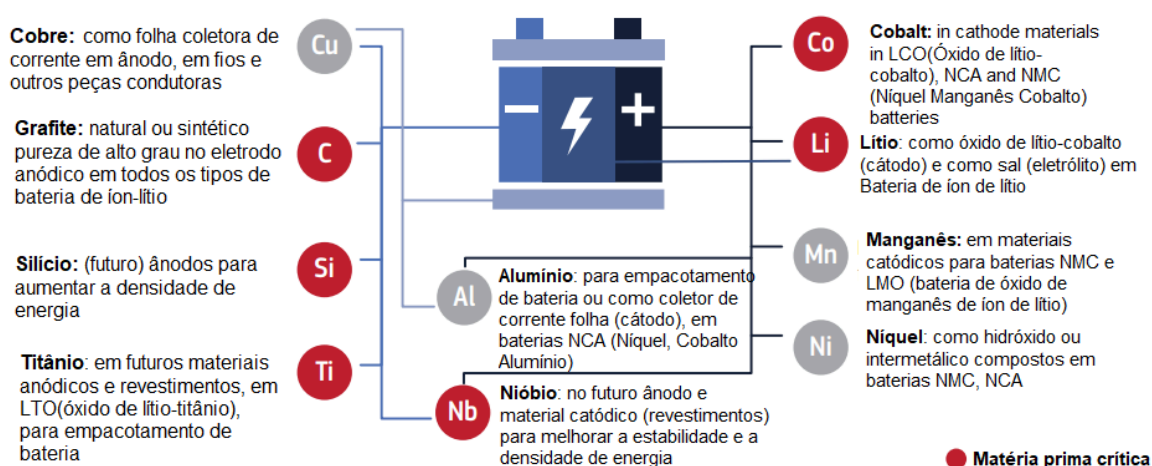 Cobre: como folha coletora de
corrente em ânodo, em fios e
outros peças condutoras
Cu
Grafite: natural ou sintético
pureza de alto grau no eletrodo
anódico em todos os tipos de
bateria de íon-lítio
C
Silício: (futuro) ânodos para
aumentar a densidade de
energia
Si
Titânio: em futuros materiais
anódicos e revestimentos, em
LTO(óxido de lítio-titânio),
para empacotamento de
bateria
Ti
− +
Al
Alumínio: para empacotamento
de bateria ou como coletor de
corrente folha (cátodo), em
baterias NCA (Níquel, Cobalto
Alumínio)
Nb
Nióbio: no futuro ânodo e
material catódico (revestimentos)
para melhorar a estabilidade e a
densidade de energia
Co
Cobalt: in cathode materials
in LCO(Óxido de lítio-
cobalto), NCA and NMC
(Níquel Manganês Cobalto)
batteries
Li
Lítio: como óxido de lítio-cobalto
(cátodo) e como sal (eletrólito) em
Bateria de íon de lítio
Mn
Manganês: em materiais
catódicos para baterias NMC e
LMO (bateria de óxido de
manganês de íon de lítio)
Ni
Níquel: como hidróxido ou
intermetálico compostos em
baterias NMC, NCA
Matéria prima crítica